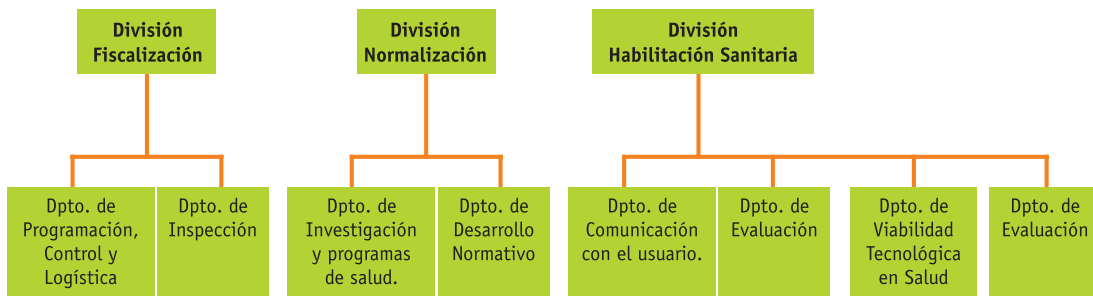 División
Fiscalización
División
Normalización
División
Habilitación Sanitaria
Dpto. de
Programación,
Control y
Logística
Dpto. de
Inspección
Dpto. de
Investigación
y programas
de salud.
Dpto. de
Desarrollo
Normativo
Dpto. de
Comunicación
con el usuario.
Dpto. de
Evaluación
Dpto. de
Viabilidad
Tecnológica
en Salud
Dpto. de
Evaluación